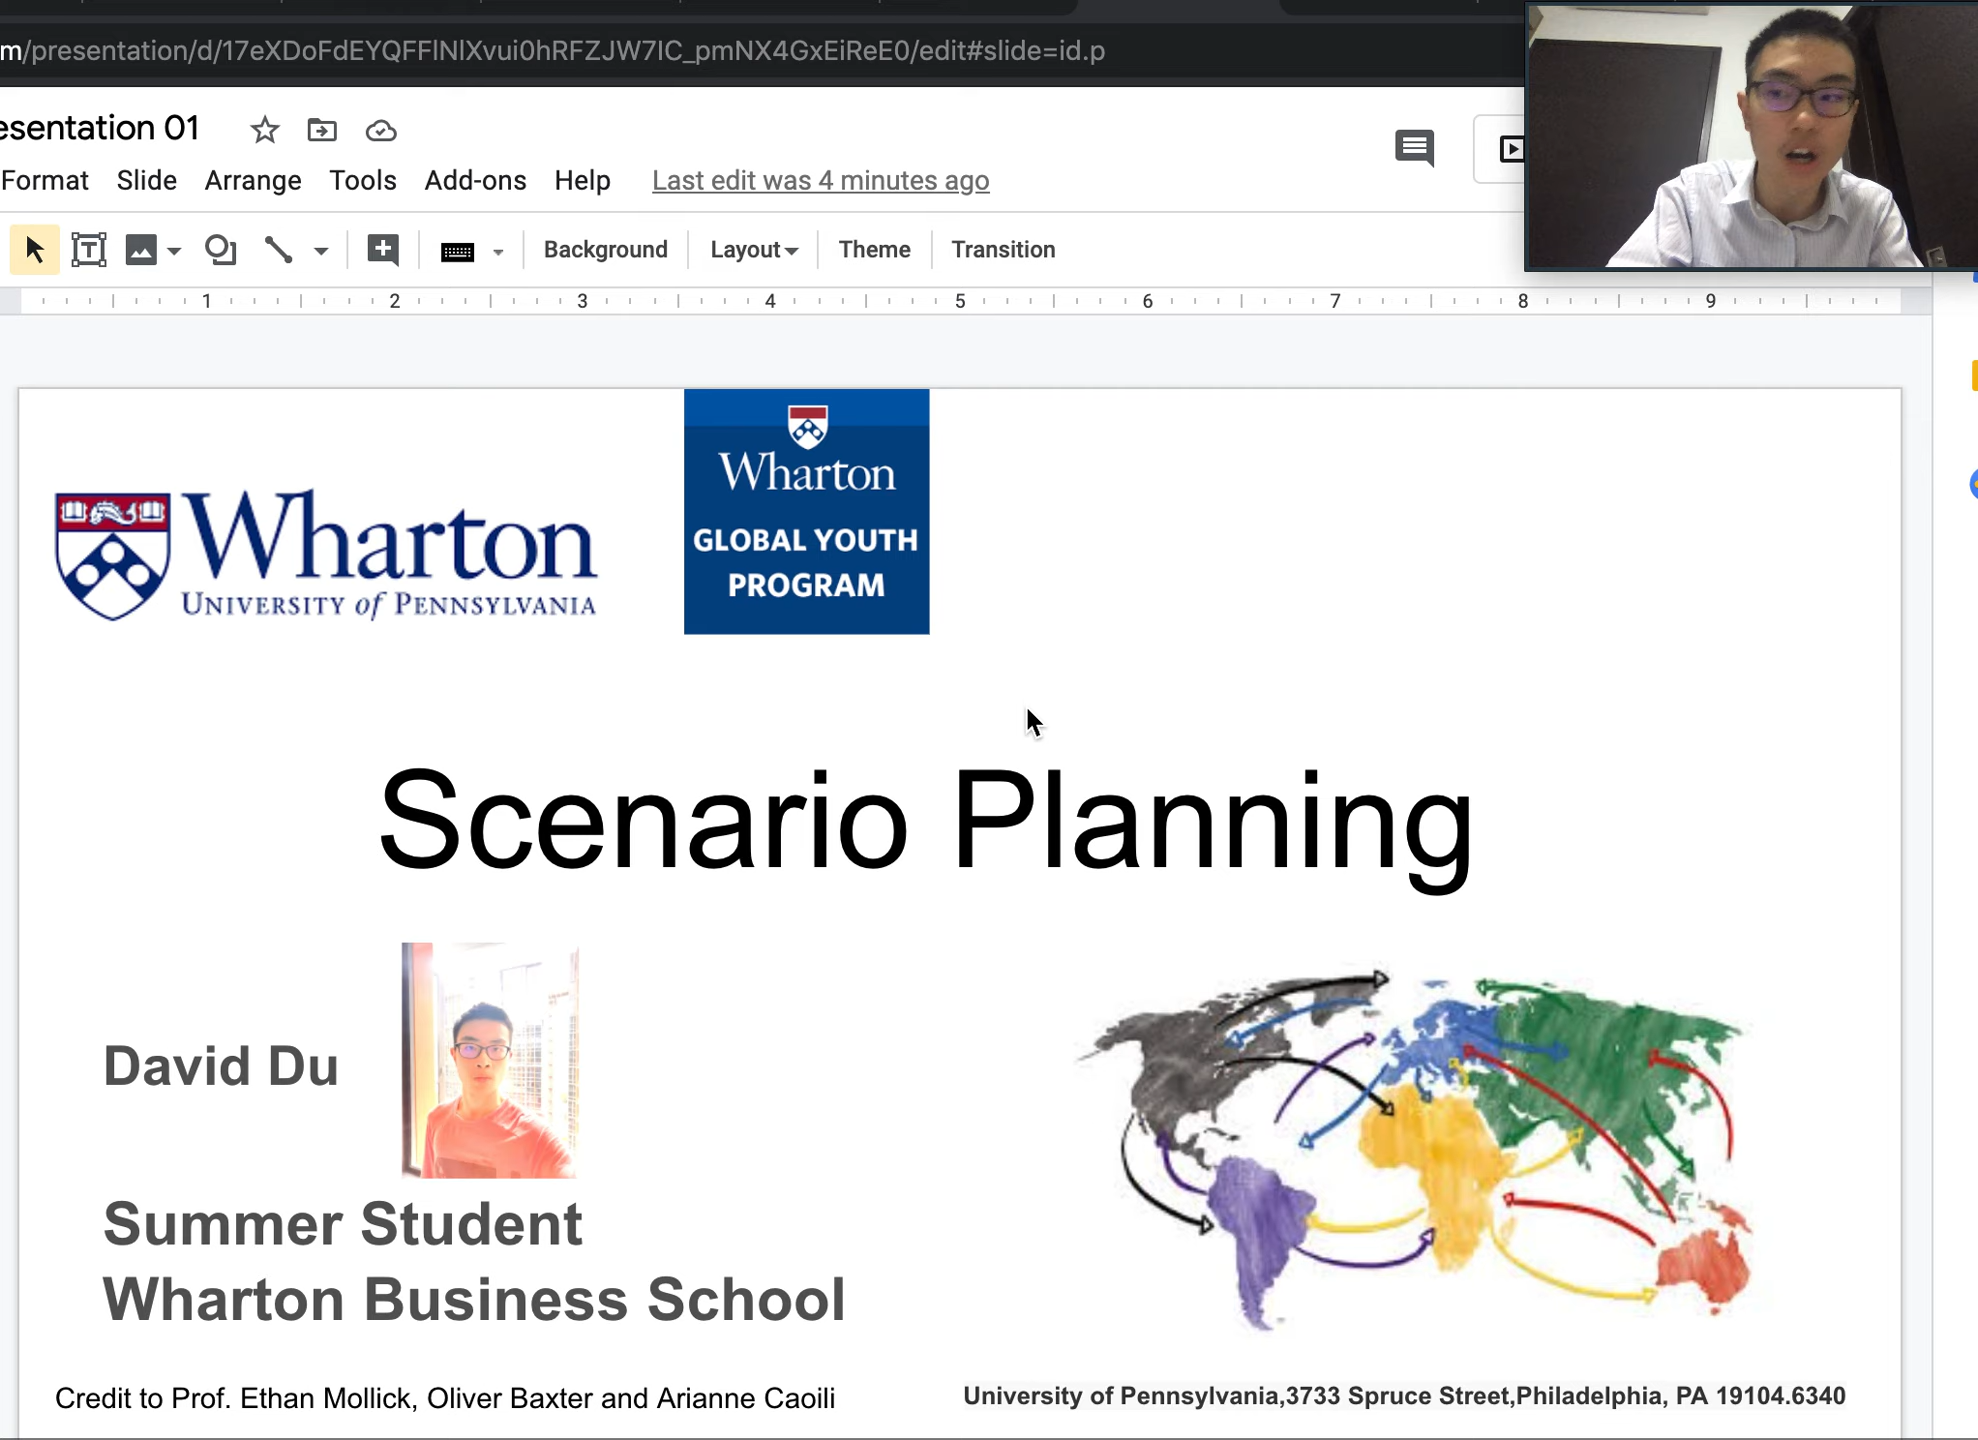 m/presentation/d/17eXDoFdEYQFFlNlXvui0hRFZJW7IC_pmNX4GxEiReE0/edit#slide=id.p
esentation 01
Format Slide Arrange Tools Add-ons Help Last edit was 4 minutes ago
Background Layout Theme Transition
1 2 3 4 5 6 7 8 9
Wharton
UNIVERSITY of PENNSYLVANIA
Wharton
GLOBAL YOUTH
PROGRAM
Scenario Planning
David Du
Summer Student
Wharton Business School
Credit to Prof. Ethan Mollick, Oliver Baxter and Arianne Caoili
University of Pennsylvania,3733 Spruce Street,Philadelphia, PA 19104.6340